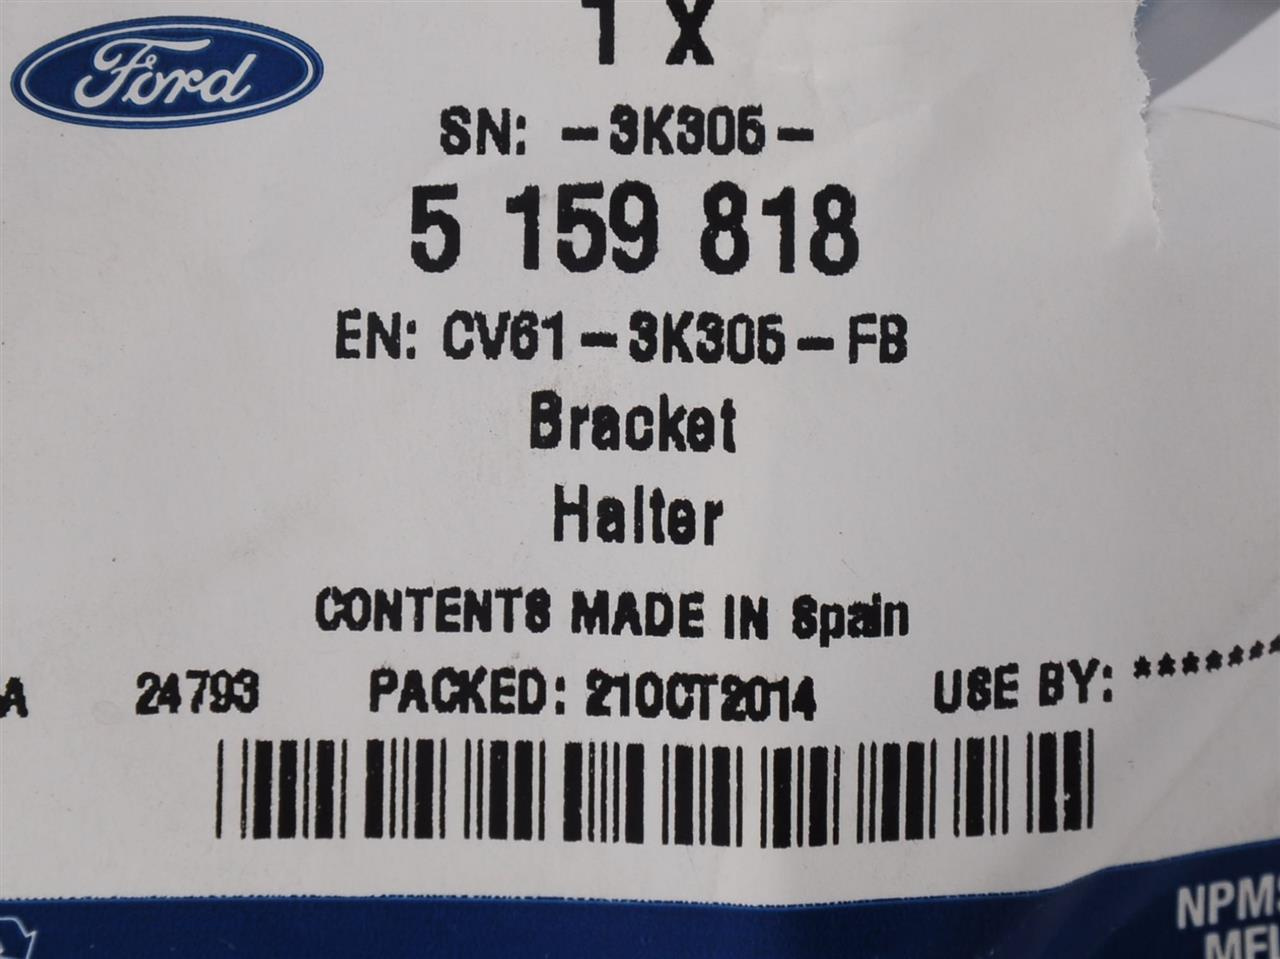 Ford
1 X
SN: -3K305-
5 159 818
EN: CV61-3K305-FB
Bracket
Halter
CONTENTS MADE IN Spain
A 24793 PACKED: 21OCT2014 USE BY: *******